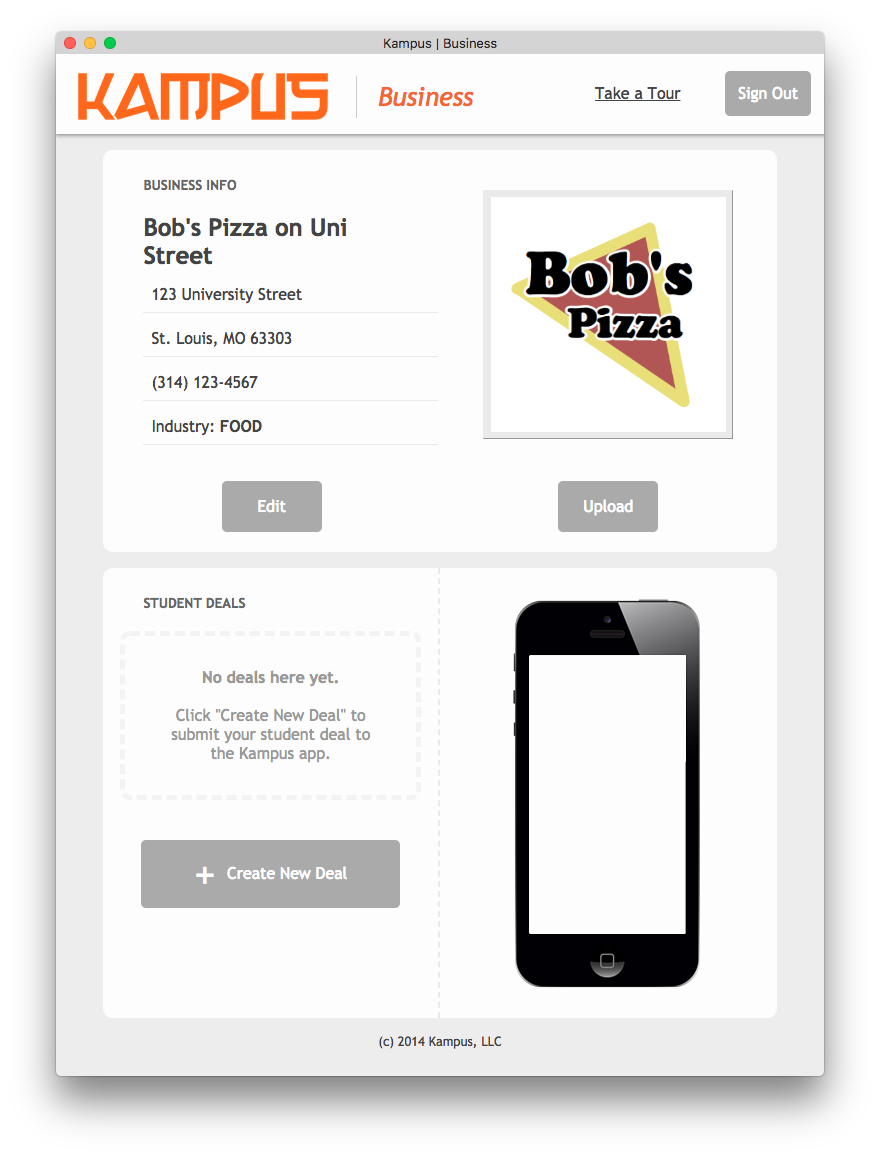 Kampus | Business
KAMPUS
Business
Take a Tour
Sign Out
BUSINESS INFO
Bob's Pizza on Uni
Street
123 University Street
St. Louis, MO 63303
(314) 123-4567
Industry: FOOD
Bob's
Pizza
Edit
Upload
STUDENT DEALS
No deals here yet.
Click "Create New Deal" to
submit your student deal to
the Kampus app.
+ Create New Deal
(c) 2014 Kampus, LLC